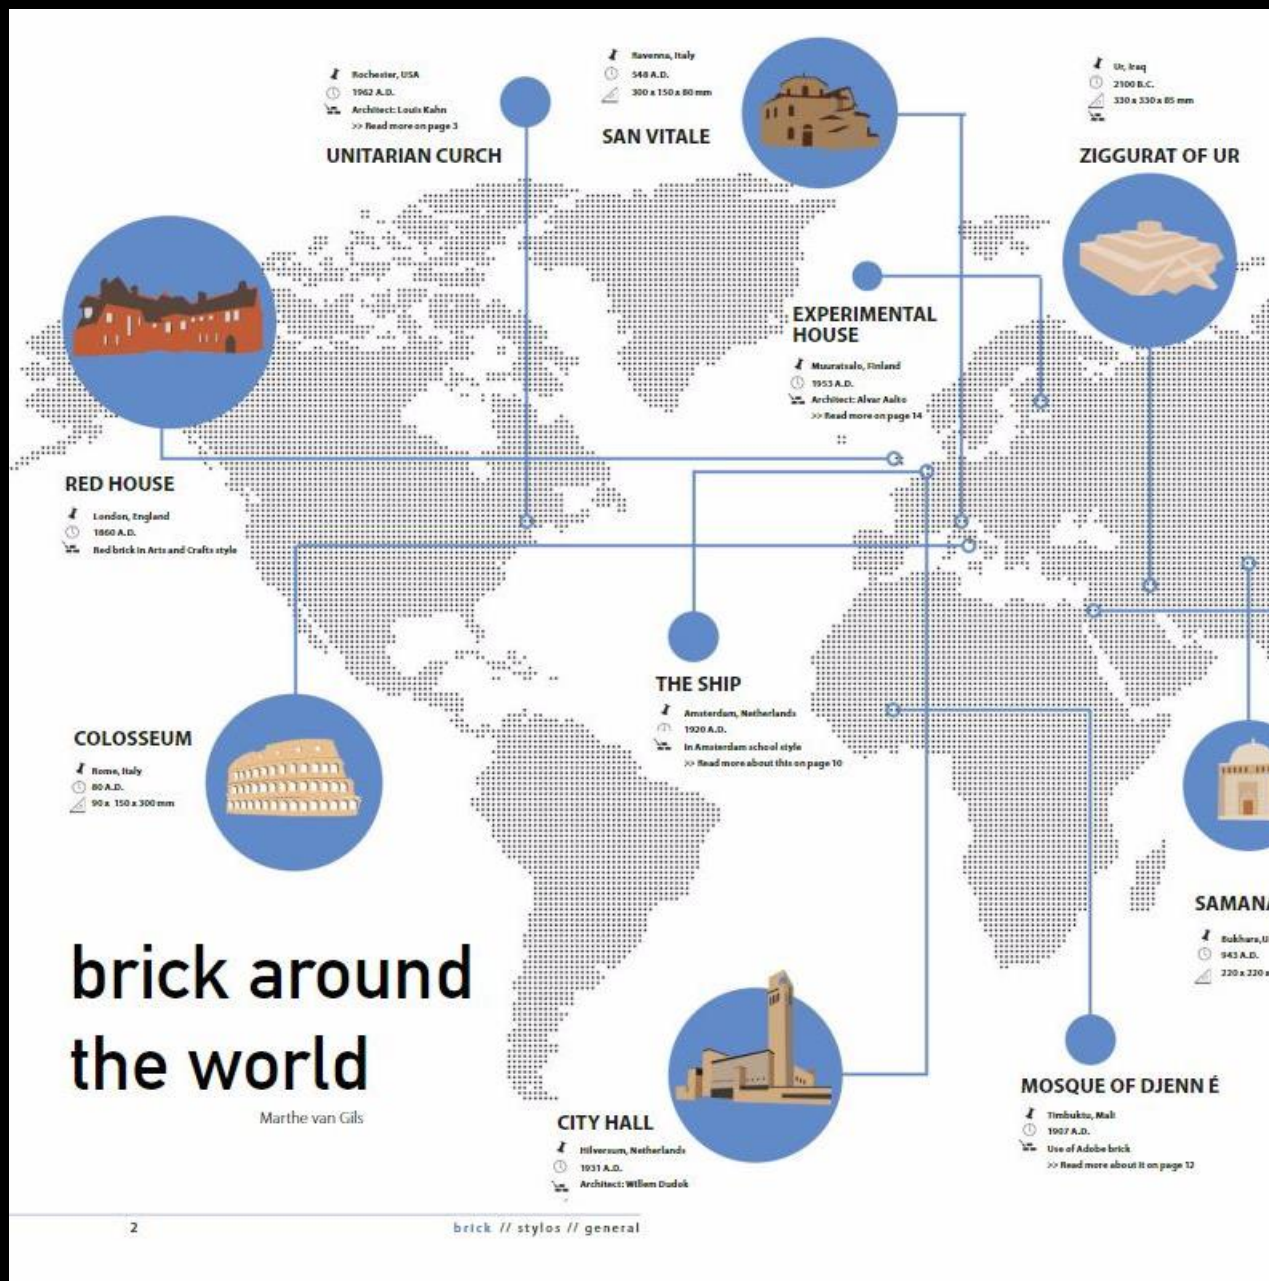 Rochester, USA
1962 A.D.
Architect: Louis Kahn
>> Read more on page 3
UNITARIAN CURCH
Ravenna, Italy
548 A.D.
300 x 150 x 80 mm
SAN VITALE
Ur, Iraq
2100 B.C.
330 x 330 x 85 mm
ZIGGURAT OF UR
EXPERIMENTAL
HOUSE
Muuratsalo, Finland
1953 A.D.
Architect: Alvar Aalto
>> Read more on page 14
RED HOUSE
London, England
1860 A.D.
Red brick in Arts and Crafts style
THE SHIP
Amsterdam, Netherlands
1920 A.D.
In Amsterdam school style
>> Read more about this on page 10
COLOSSEUM
Rome, Italy
80 A.D.
90 x 150 x 300 mm
SAMANA
Bukhara, U
943 A.D.
220 x 220 x
brick around
the world
Marthe van Gils
CITY HALL
Hilversum, Netherlands
1931 A.D.
Architect: Willem Dudok
MOSQUE OF DJENN É
Timbuktu, Mali
1907 A.D.
Use of Adobe brick
>> Read more about it on page 12
2
brick // stylos // general